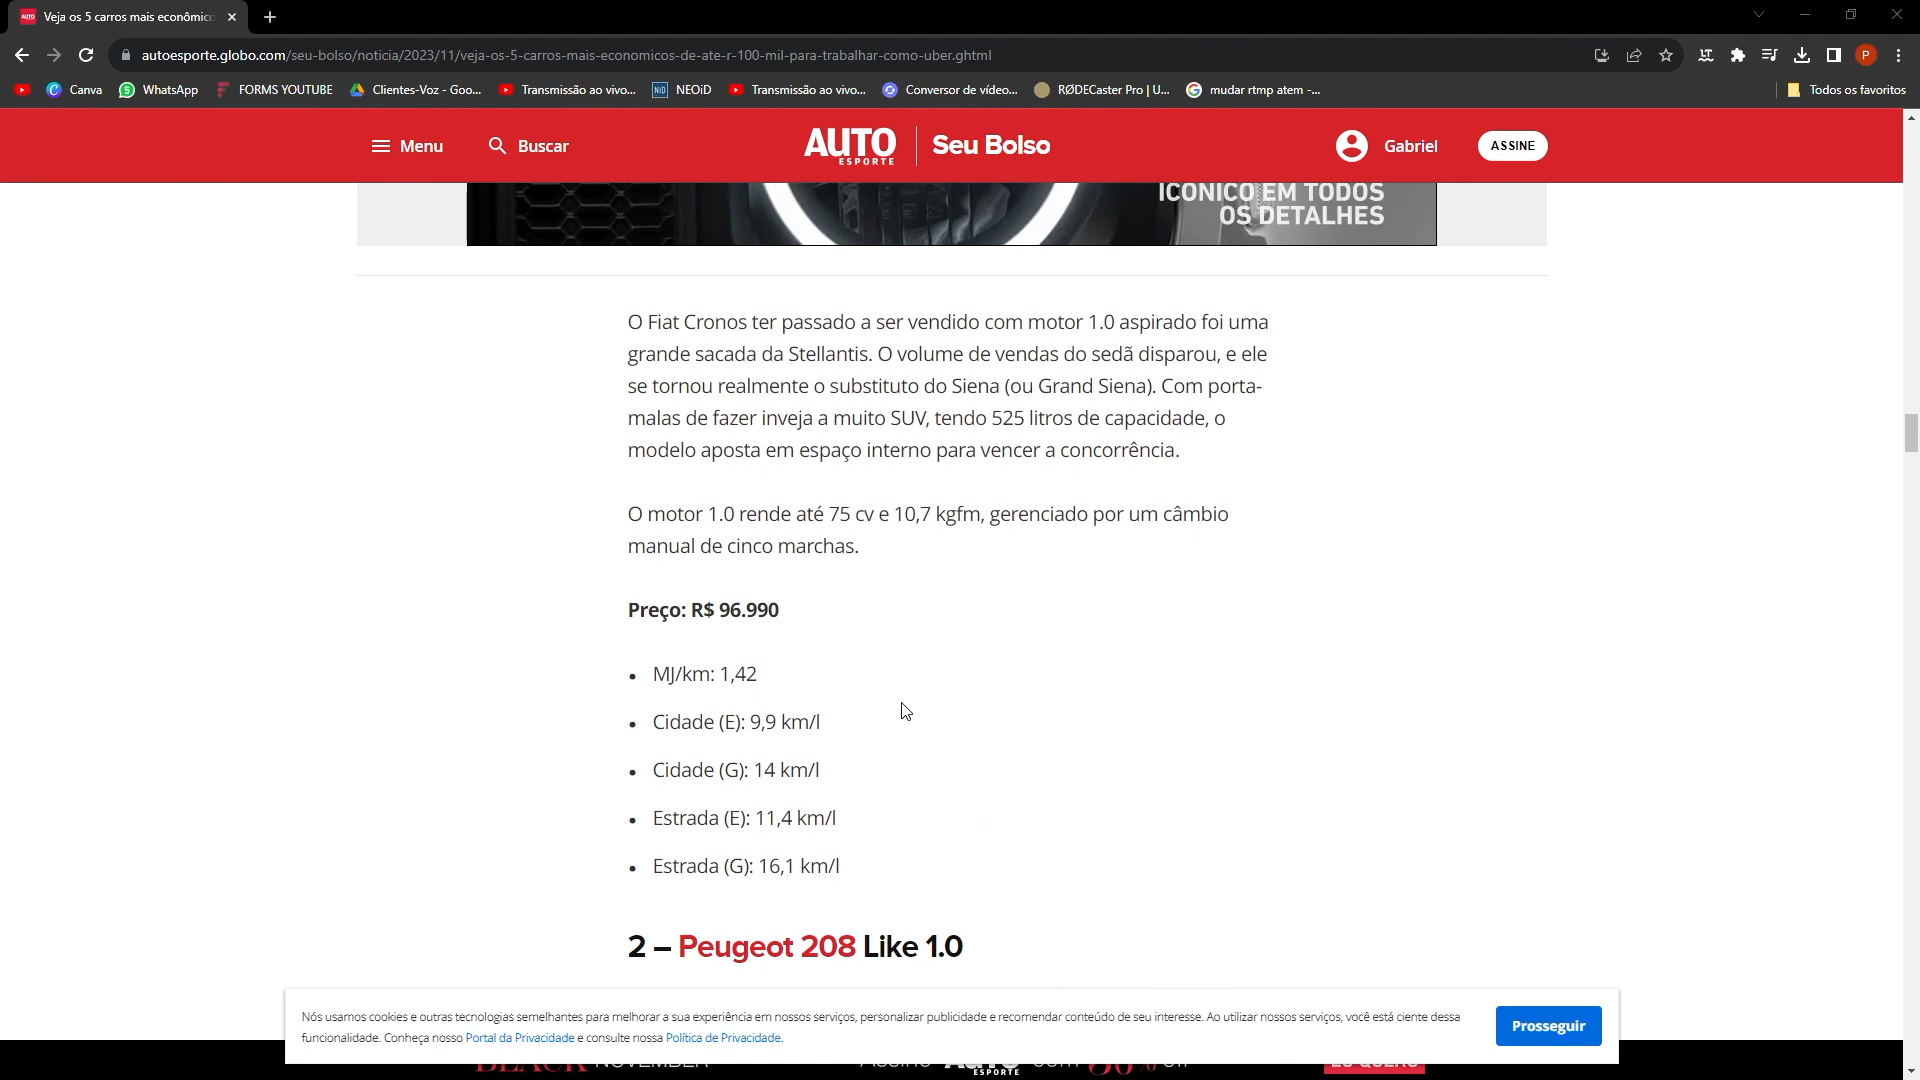 AUTO Veja os 5 carros mais econômico
autoesporte.globo.com/seu-bolso/noticia/2023/11/veja-os-5-carros-mais-economicos-de-ate-r-100-mil-para-trabalhar-como-uber.ghtml
P
Canva
5 WhatsApp
FORMS YOUTUBE
Clientes-Voz - Goo...
Transmissão ao vivo...
NEOiD
Transmissão ao vivo...
Conversor de vídeo...
RØDECaster Pro | U...
mudar rtmp atem -...
Todos os favoritos
Menu
Buscar
AUTO
ESPORTE
Seu Bolso
Gabriel
ASSINE
ICÔNICO EM TODOS
OS DETALHES
O Fiat Cronos ter passado a ser vendido com motor 1.0 aspirado foi uma
grande sacada da Stellantis. O volume de vendas do sedã disparou, e ele
se tornou realmente o substituto do Siena (ou Grand Siena). Com porta-
malas de fazer inveja a muito SUV, tendo 525 litros de capacidade, o
modelo aposta em espaço interno para vencer a concorrência.
O motor 1.0 rende até 75 cv e 10,7 kgfm, gerenciado por um câmbio
manual de cinco marchas.
Preço: R$ 96.990
• MJ/km: 1,42
• Cidade (E): 9,9 km/l
• Cidade (G): 14 km/l
• Estrada (E): 11,4 km/l
• Estrada (G): 16,1 km/l
2 – Peugeot 208 Like 1.0
Nós usamos cookies e outras tecnologias semelhantes para melhorar a sua experiência em nossos serviços, personalizar publicidade e recomendar conteúdo de seu interesse. Ao utilizar nossos serviços, você está ciente dessa
funcionalidade. Conheça nosso Portal da Privacidade e consulte nossa Política de Privacidade.
Prosseguir
ESPORTE